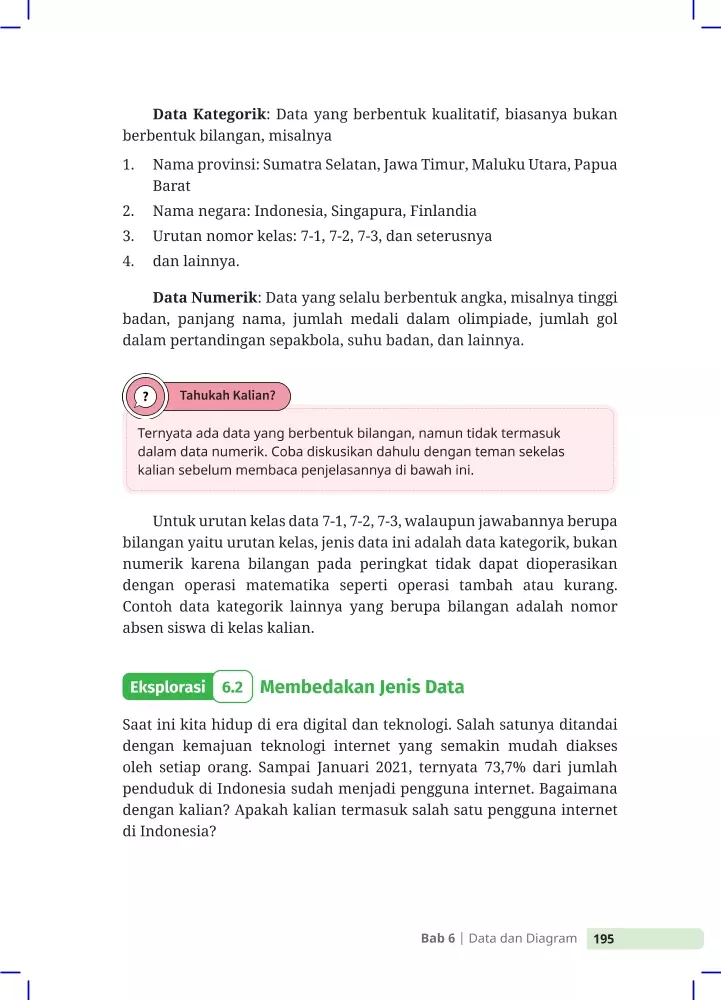 Data Kategorik: Data yang berbentuk kualitatif, biasanya bukan
berbentuk bilangan, misalnya
1. Nama provinsi: Sumatra Selatan, Jawa Timur, Maluku Utara, Papua
Barat
2. Nama negara: Indonesia, Singapura, Finlandia
3. Urutan nomor kelas: 7-1, 7-2, 7-3, dan seterusnya
4. dan lainnya.
Data Numerik: Data yang selalu berbentuk angka, misalnya tinggi
badan, panjang nama, jumlah medali dalam olimpiade, jumlah gol
dalam pertandingan sepakbola, suhu badan, dan lainnya.
? Tahukah Kalian?
Ternyata ada data yang berbentuk bilangan, namun tidak termasuk
dalam data numerik. Coba diskusikan dahulu dengan teman sekelas
kalian sebelum membaca penjelasannya di bawah ini.
Untuk urutan kelas data 7-1, 7-2, 7-3, walaupun jawabannya berupa
bilangan yaitu urutan kelas, jenis data ini adalah data kategorik, bukan
numerik karena bilangan pada peringkat tidak dapat dioperasikan
dengan operasi matematika seperti operasi tambah atau kurang.
Contoh data kategorik lainnya yang berupa bilangan adalah nomor
absen siswa di kelas kalian.
Eksplorasi 6.2 Membedakan Jenis Data
Saat ini kita hidup di era digital dan teknologi. Salah satunya ditandai
dengan kemajuan teknologi internet yang semakin mudah diakses
oleh setiap orang. Sampai Januari 2021, ternyata 73,7% dari jumlah
penduduk di Indonesia sudah menjadi pengguna internet. Bagaimana
dengan kalian? Apakah kalian termasuk salah satu pengguna internet
di Indonesia?
Bab 6 | Data dan Diagram 195